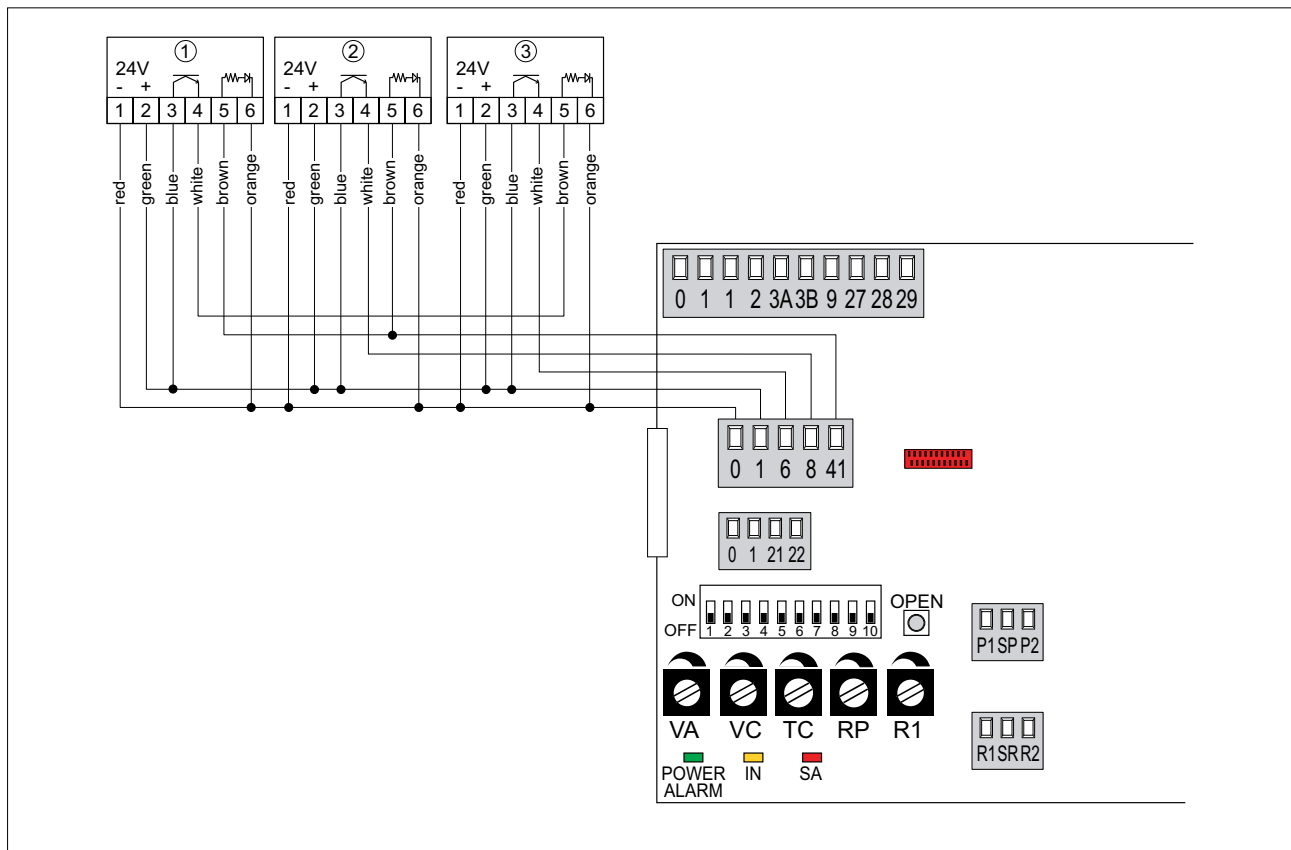 ① ② ③
24V 24V 24V
- + - + - +
1 2 3 4 5 6 1 2 3 4 5 6 1 2 3 4 5 6
red green blue white brown orange red green blue white brown orange red green blue white brown orange
0 1 1 2 3A 3B 9 27 28 29
0 1 6 8 41
0 1 21 22
ON
OPEN
OFF
1 2 3 4 5 6 7 8 9 10
P1 SP P2
VA VC TC RP R1
R1 SR R2
POWER IN SA
ALARM